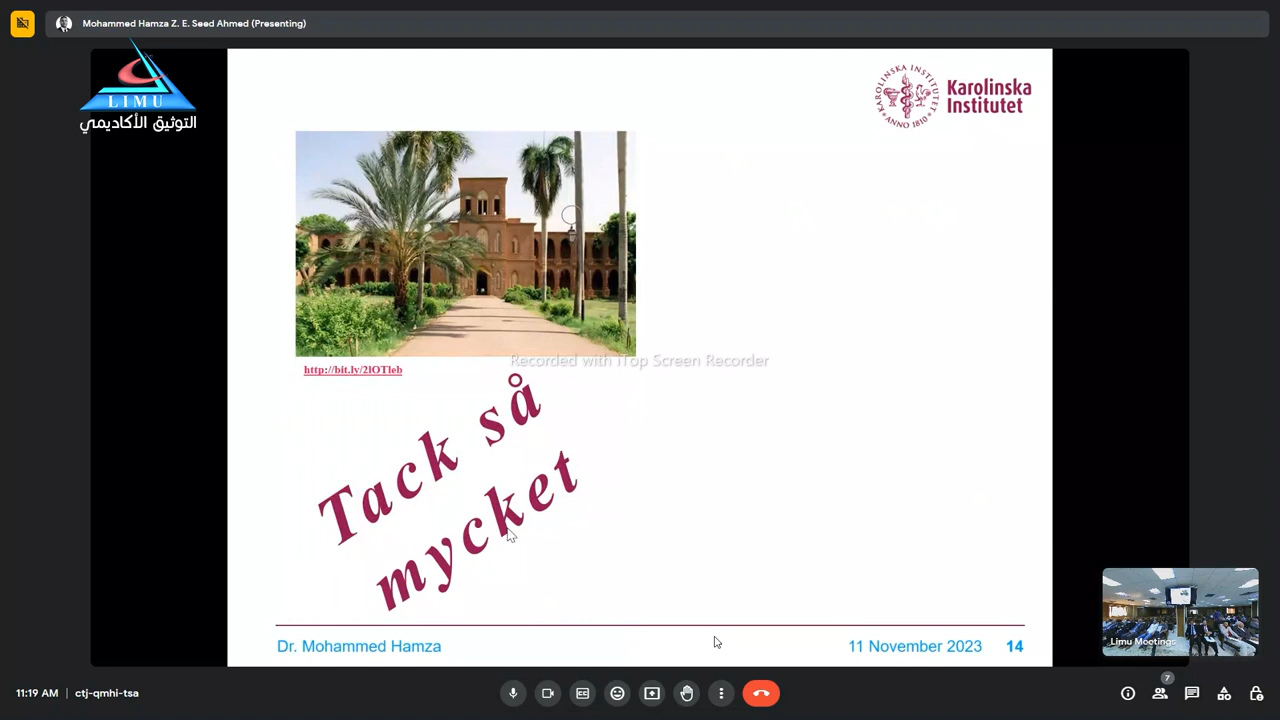 Mohammed Hamza Z. E. Seed Ahmed (Presenting)
LIMU
التوثيق الأكاديمي
KAROLINSKA INSTITUTET
ANNO 1810
Karolinska
Institutet
Recorded with iTop Screen Recorder
http://bit.ly/2lOTleb
Tack så
mycket
Dr. Mohammed Hamza
11 November 2023
14
Limu Meetings
11:19 AM | ctj-qmhi-tsa
7